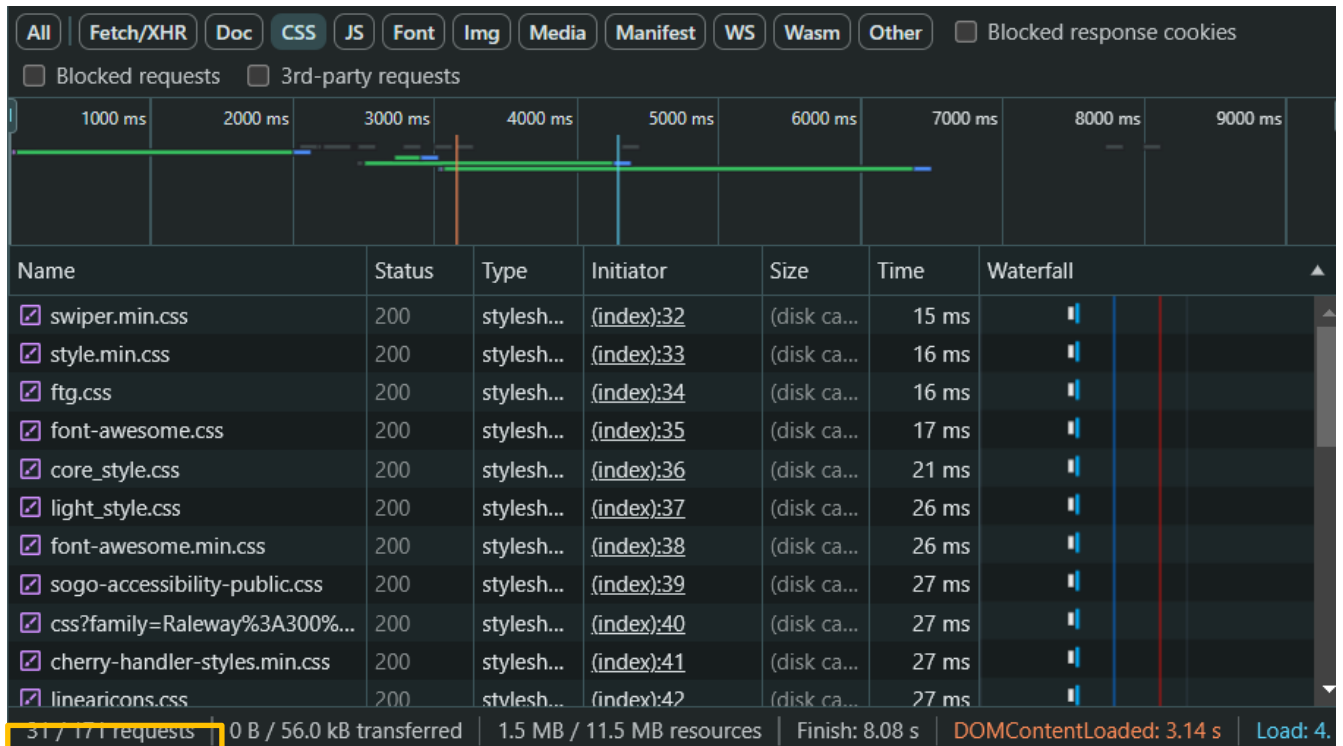 All Fetch/XHR Doc CSS JS Font Img Media Manifest WS Wasm Other Blocked response cookies
Blocked requests 3rd-party requests
1000 ms 2000 ms 3000 ms 4000 ms 5000 ms 6000 ms 7000 ms 8000 ms 9000 ms
Name Status Type Initiator Size Time Waterfall
swiper.min.css 200 stylesh... (index):32 (disk ca... 15 ms
style.min.css 200 stylesh... (index):33 (disk ca... 16 ms
ftg.css 200 stylesh... (index):34 (disk ca... 16 ms
font-awesome.css 200 stylesh... (index):35 (disk ca... 17 ms
core_style.css 200 stylesh... (index):36 (disk ca... 21 ms
light_style.css 200 stylesh... (index):37 (disk ca... 26 ms
font-awesome.min.css 200 stylesh... (index):38 (disk ca... 26 ms
sogo-accessibility-public.css 200 stylesh... (index):39 (disk ca... 27 ms
css?family=Raleway%3A300%... 200 stylesh... (index):40 (disk ca... 27 ms
cherry-handler-styles.min.css 200 stylesh... (index):41 (disk ca... 27 ms
linearicons.css 200 stylesh... (index):42 (disk ca... 27 ms
31 / 171 requests 0 B / 56.0 kB transferred 1.5 MB / 11.5 MB resources Finish: 8.08 s DOMContentLoaded: 3.14 s Load: 4.